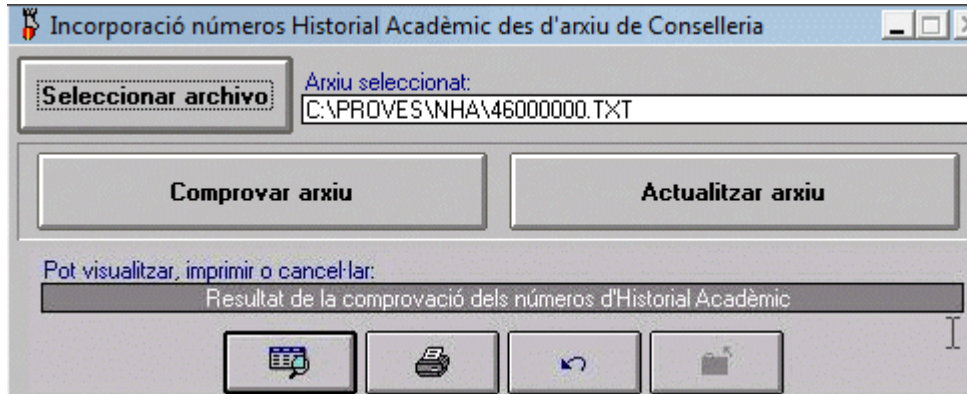 Incorporació números Historial Acadèmic des d'arxiu de Conselleria
Seleccionar archivo
Arxiu seleccionat:
C:\PROVES\NHA\46000000.TXT
Comprovar arxiu
Actualitzar arxiu
Pot visualitzar, imprimir o cancel·lar:
Resultat de la comprovació dels números d'Historial Acadèmic